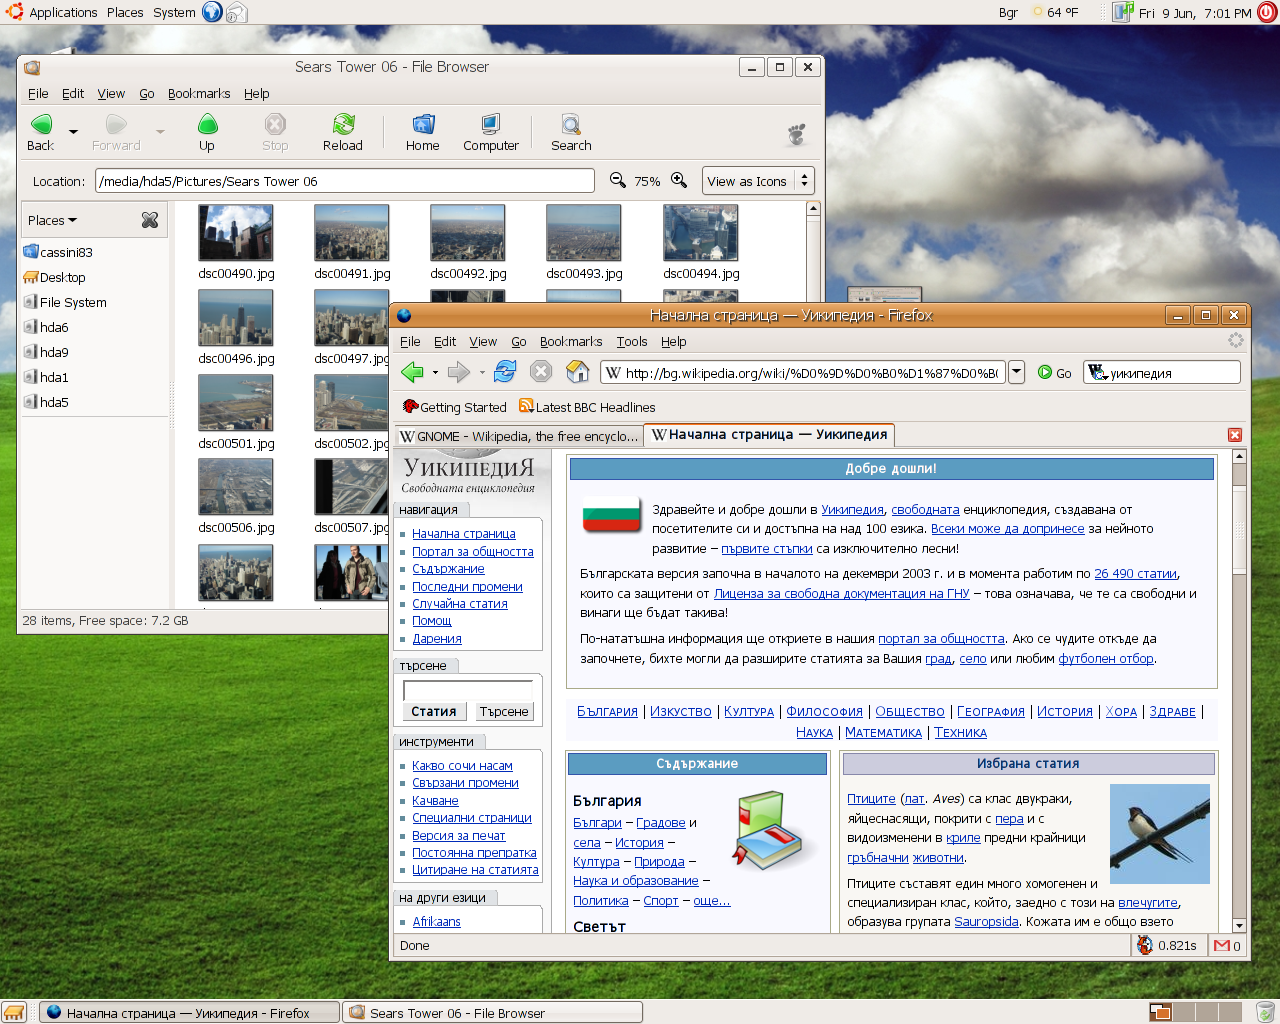 Applications Places System Bgr 64 °F Fri 9 Jun, 7:01 PM
Sears Tower 06 - File Browser
File Edit View Go Bookmarks Help
Back Forward Up Stop Reload Home Computer Search
Location: /media/hda5/Pictures/Sears Tower 06 75% View as Icons
Places
cassini83
Desktop
File System
hda6
hda9
hda1
hda5
dsc00490.jpg dsc00491.jpg dsc00492.jpg dsc00493.jpg dsc00494.jpg
dsc00496.jpg dsc00497.jpg
dsc00501.jpg dsc00502.jpg
dsc00506.jpg dsc00507.jpg
28 items, Free space: 7.2 GB
Начална страница — Уикипедия - Firefox
File Edit View Go Bookmarks Tools Help
http://bg.wikipedia.org/wiki/%D0%9D%D0%B0%D1%87%D0%B0 Go уикипедия
Getting Started Latest BBC Headlines
GNOME - Wikipedia, the free encyclo... Начална страница — Уикипедия
УикипедиЯ
Свободната енциклопедия
навигация
Начална страница
Портал за общността
Съдържание
Последни промени
Случайна статия
Помощ
Дарения
търсене
Статия Търсене
инструменти
Какво сочи насам
Свързани промени
Качване
Специални страници
Версия за печат
Постоянна препратка
Цитиране на статията
на други езици
Afrikaans
Добре дошли!
Здравейте и добре дошли в Уикипедия, свободната енциклопедия, създавана от
посетителите си и достъпна на над 100 езика. Всеки може да допринесе за нейното
развитие – първите стъпки са изключително лесни!
Българската версия започна в началото на декември 2003 г. и в момента работим по 26 490 статии,
които са защитени от Лиценза за свободна документация на ГНУ – това означава, че те са свободни и
винаги ще бъдат такива!
По-нататъшна информация ще откриете в нашия портал за общността. Ако се чудите откъде да
започнете, бихте могли да разширите статията за Вашия град, село или любим футболен отбор.
България | Изкуство | Култура | Философия | Общество | География | История | Хора | Здраве |
Наука | Математика | Техника
Съдържание
България
Българи – Градове и
села – История –
Култура – Природа –
Наука и образование –
Политика – Спорт – още...
Светът
Избрана статия
Птиците (лат. Aves) са клас двукраки,
яйцеснасящи, покрити с пера и с
видоизменени в криле предни крайници
гръбначни животни.
Птиците съставят един много хомогенен и
специализиран клас, който, заедно с този на влечугите,
образува групата Sauropsida. Кожата им е общо взето
Done 0.821s 0
Начална страница — Уикипедия - Firefox Sears Tower 06 - File Browser